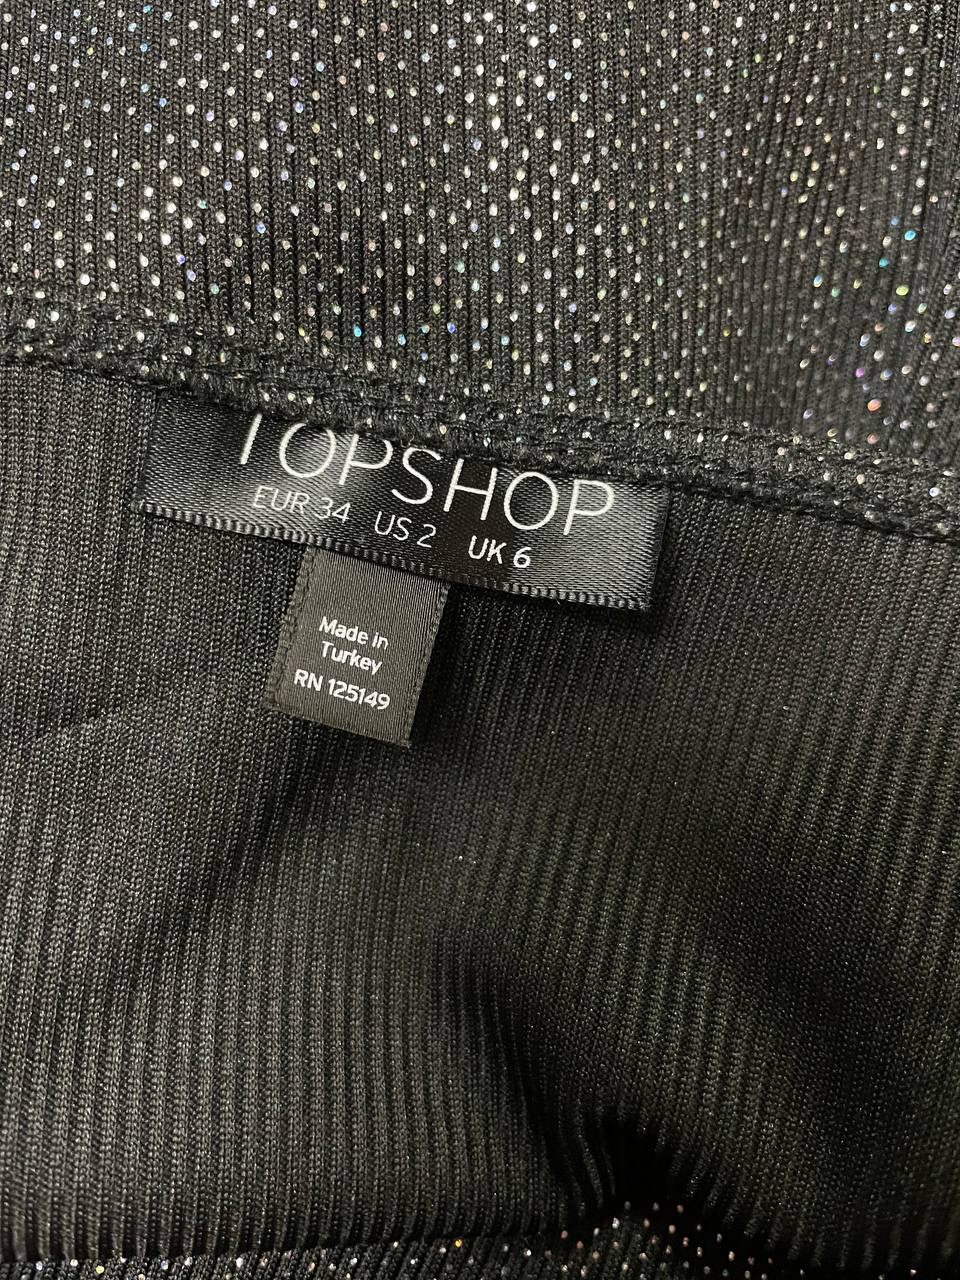 TOPSHOP
EUR 34 US 2 UK 6
Made in
Turkey
RN 125149